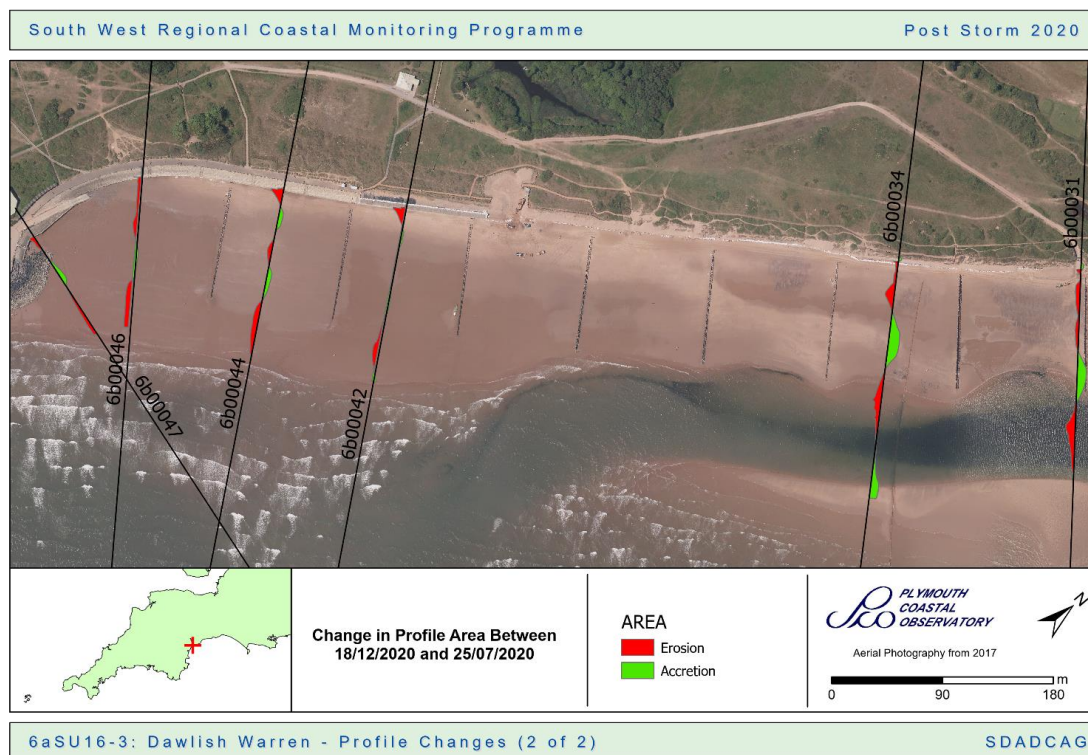 South West Regional Coastal Monitoring Programme
Post Storm 2020
6b00046
6b00047
6b00044
6b00042
6b00034
6b00031
Change in Profile Area Between
18/12/2020 and 25/07/2020
AREA
Erosion
Accretion
PLYMOUTH
COASTAL
OBSERVATORY
N
Aerial Photography from 2017
m
0 90 180
6aSU16-3: Dawlish Warren - Profile Changes (2 of 2)
SDADCAG